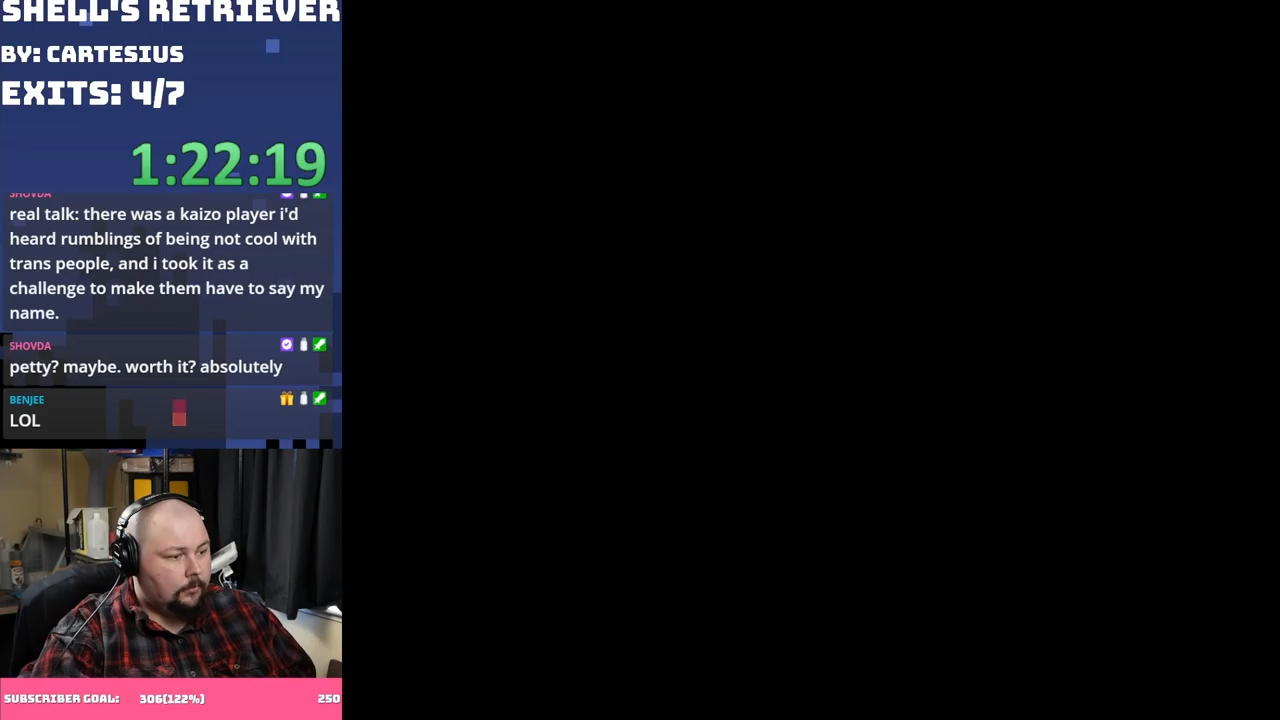 SHELL'S RETRIEVER
BY: CARTESIUS
EXITS: 4/7
1:22:19
SHOVDA
real talk: there was a kaizo player i'd
heard rumblings of being not cool with
trans people, and i took it as a
challenge to make them have to say my
name.
SHOVDA
petty? maybe. worth it? absolutely
BENJEE
LOL
SUBSCRIBER GOAL: 306(122%) 250